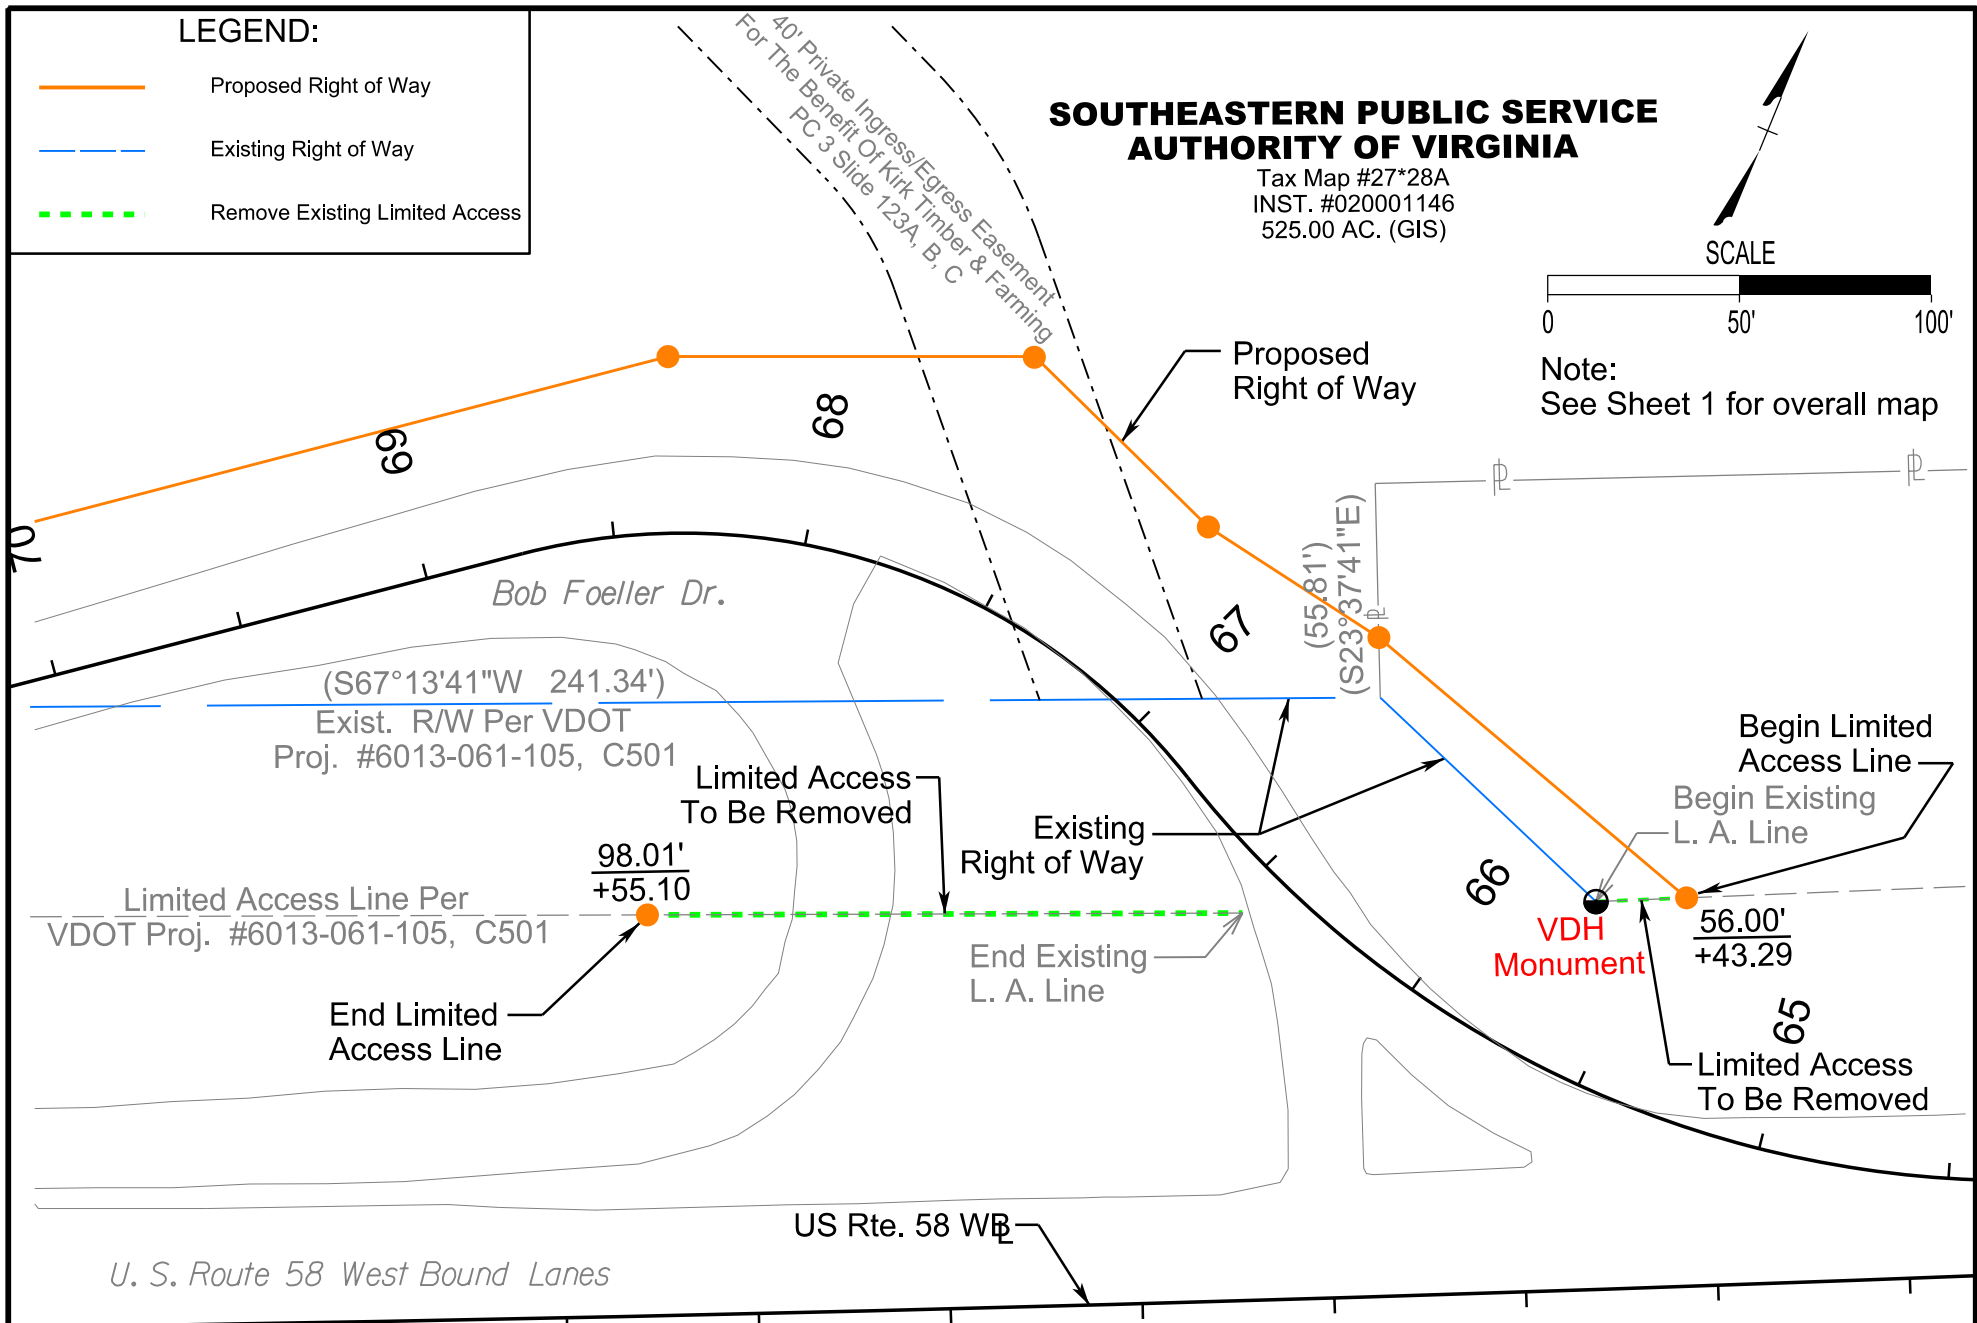 LEGEND:
Proposed Right of Way
Existing Right of Way
Remove Existing Limited Access
40' Private Ingress/Egress Easement
For The Benefit Of Kirk Timber & Farming
PC 3 Slide 123A, B, C
SOUTHEASTERN PUBLIC SERVICE
AUTHORITY OF VIRGINIA
Tax Map #27*28A
INST. #020001146
525.00 AC. (GIS)
SCALE
0 50' 100'
Note:
See Sheet 1 for overall map
Proposed
Right of Way
70
69
68
67
66
65
PL
PL
PL
(55.81')
(S23°37'41"E)
Bob Foeller Dr.
(S67°13'41"W 241.34')
Exist. R/W Per VDOT
Proj. #6013-061-105, C501
Limited Access
To Be Removed
Existing
Right of Way
Begin Limited
Access Line
Begin Existing
L. A. Line
98.01'
+55.10
Limited Access Line Per
VDOT Proj. #6013-061-105, C501
VDH
Monument
56.00'
+43.29
End Existing
L. A. Line
End Limited
Access Line
Limited Access
To Be Removed
US Rte. 58 WBL
U. S. Route 58 West Bound Lanes